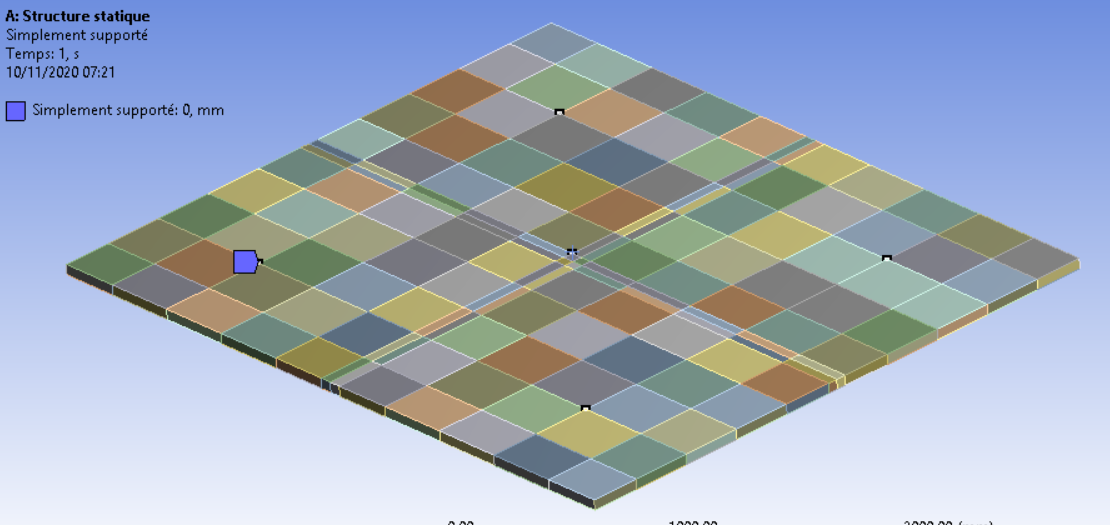 A: Structure statique
Simplement supporté
Temps: 1, s
10/11/2020 07:21
Simplement supporté: 0, mm